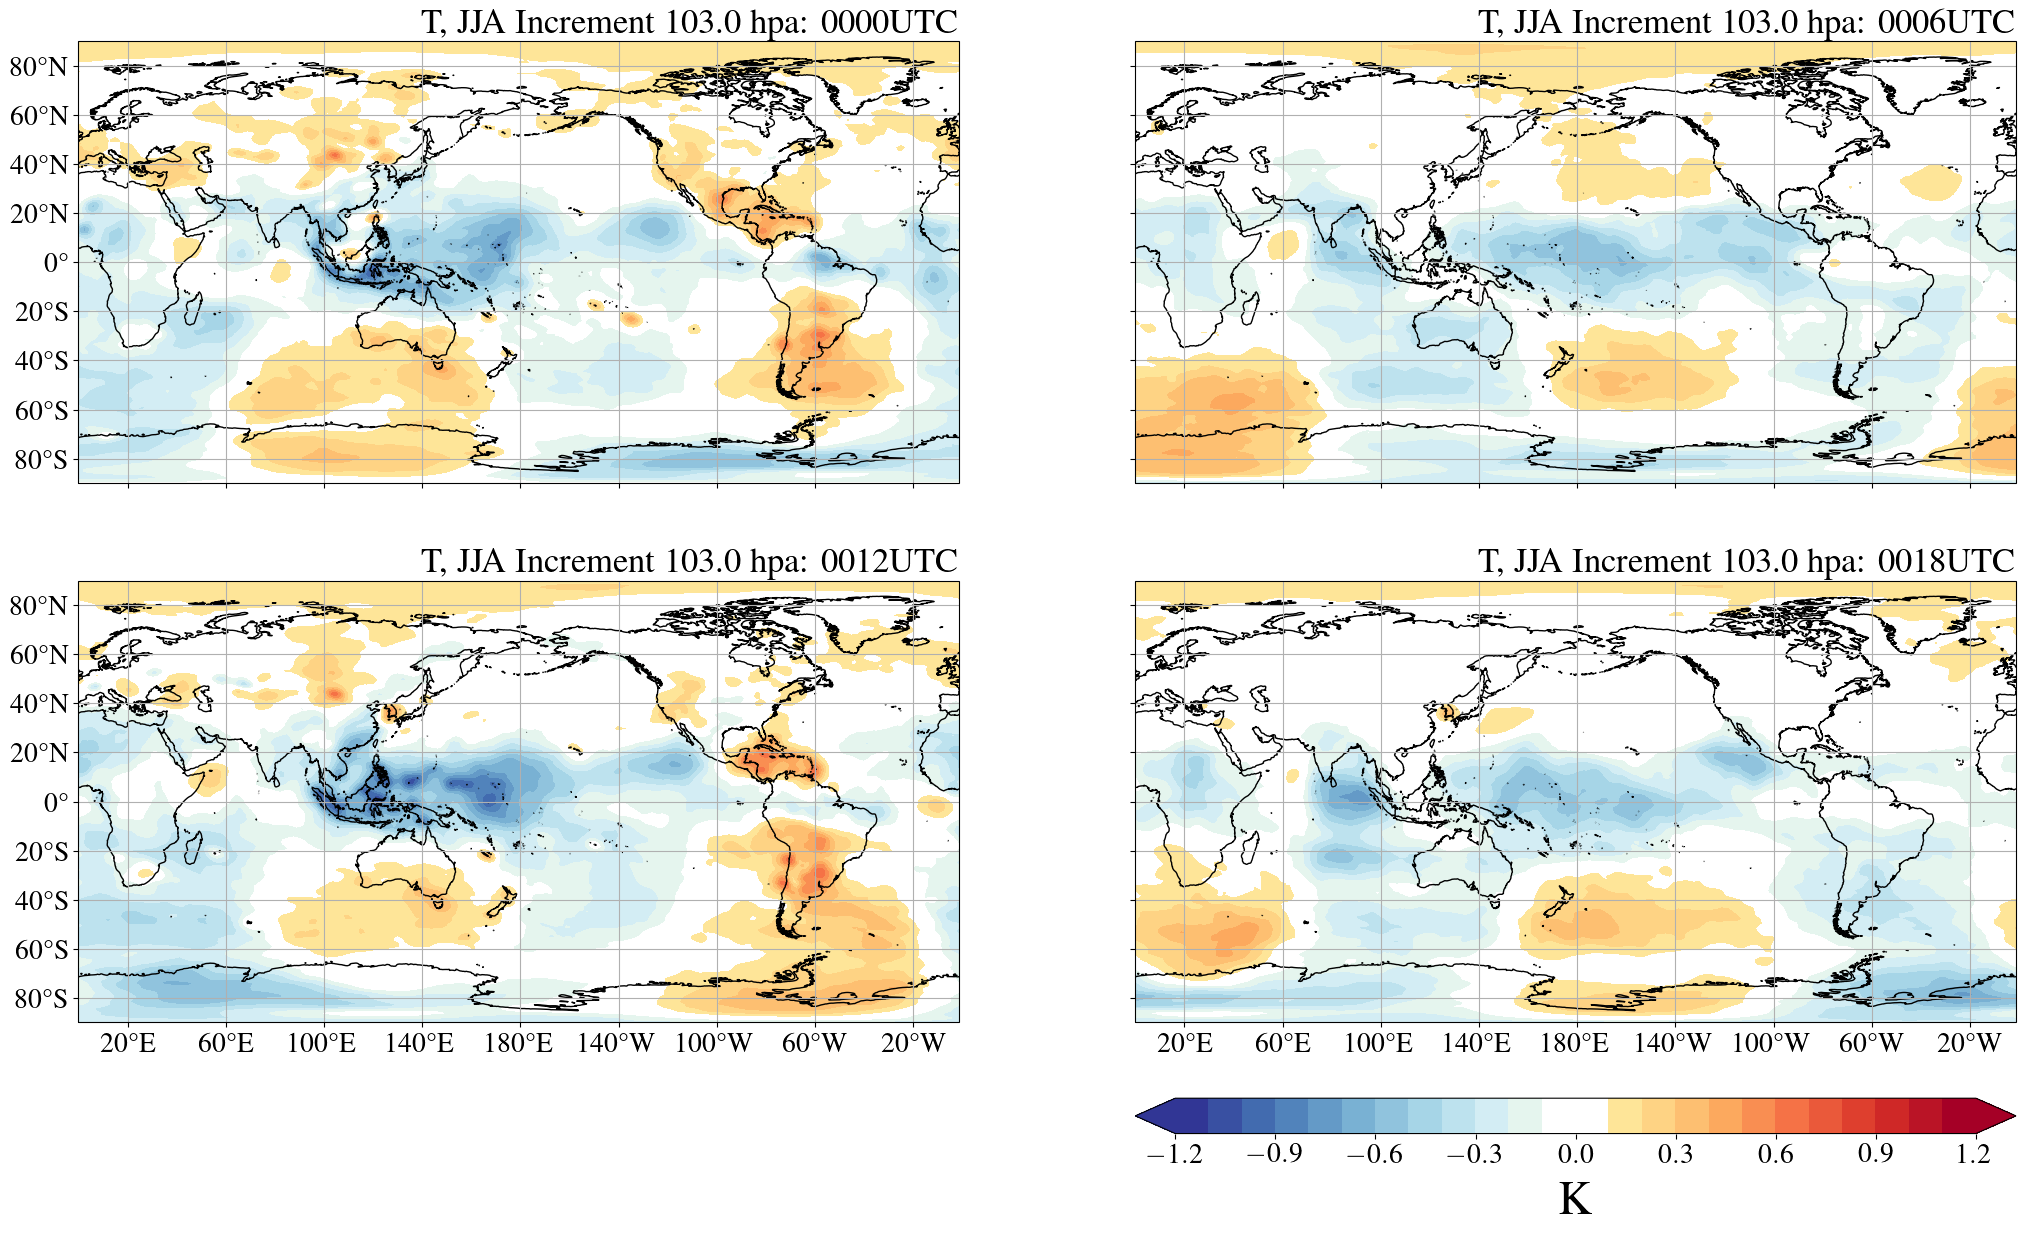 T, JJA Increment 103.0 hpa: 0000UTC
T, JJA Increment 103.0 hpa: 0006UTC
80°N
60°N
40°N
20°N
0°
20°S
40°S
60°S
80°S
T, JJA Increment 103.0 hpa: 0012UTC
T, JJA Increment 103.0 hpa: 0018UTC
80°N
60°N
40°N
20°N
0°
20°S
40°S
60°S
80°S
20°E 60°E 100°E 140°E 180°E 140°W 100°W 60°W 20°W
20°E 60°E 100°E 140°E 180°E 140°W 100°W 60°W 20°W
−1.2 −0.9 −0.6 −0.3 0.0 0.3 0.6 0.9 1.2
K